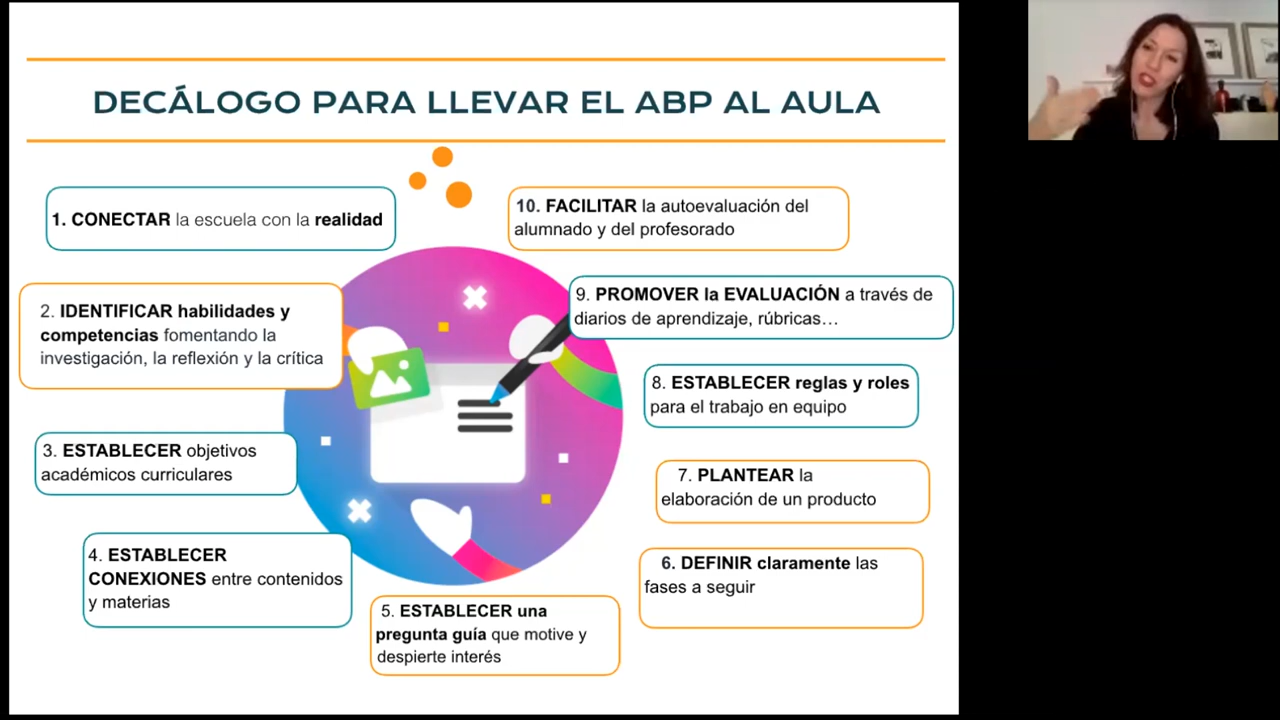 DECÁLOGO PARA LLEVAR EL ABP AL AULA
1. CONECTAR la escuela con la realidad
2. IDENTIFICAR habilidades y
competencias fomentando la
investigación, la reflexión y la crítica
3. ESTABLECER objetivos
académicos curriculares
4. ESTABLECER
CONEXIONES entre contenidos
y materias
5. ESTABLECER una
pregunta guía que motive y
despierte interés
6. DEFINIR claramente las
fases a seguir
7. PLANTEAR la
elaboración de un producto
8. ESTABLECER reglas y roles
para el trabajo en equipo
9. PROMOVER la EVALUACIÓN a través de
diarios de aprendizaje, rúbricas…
10. FACILITAR la autoevaluación del
alumnado y del profesorado